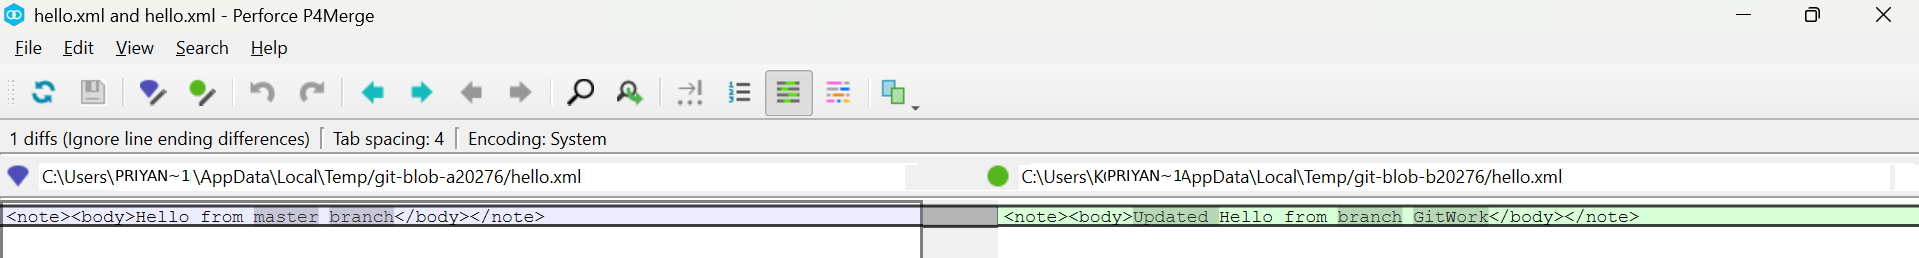 hello.xml and hello.xml - Perforce P4Merge
File Edit View Search Help
1 diffs (Ignore line ending differences) Tab spacing: 4 Encoding: System
C:\Users\PRIYAN~1\AppData\Local\Temp/git-blob-a20276/hello.xml
C:\Users\K(PRIYAN~1AppData\Local\Temp/git-blob-b20276/hello.xml
<note><body>Hello from master branch</body></note>
<note><body>Updated Hello from branch GitWork</body></note>